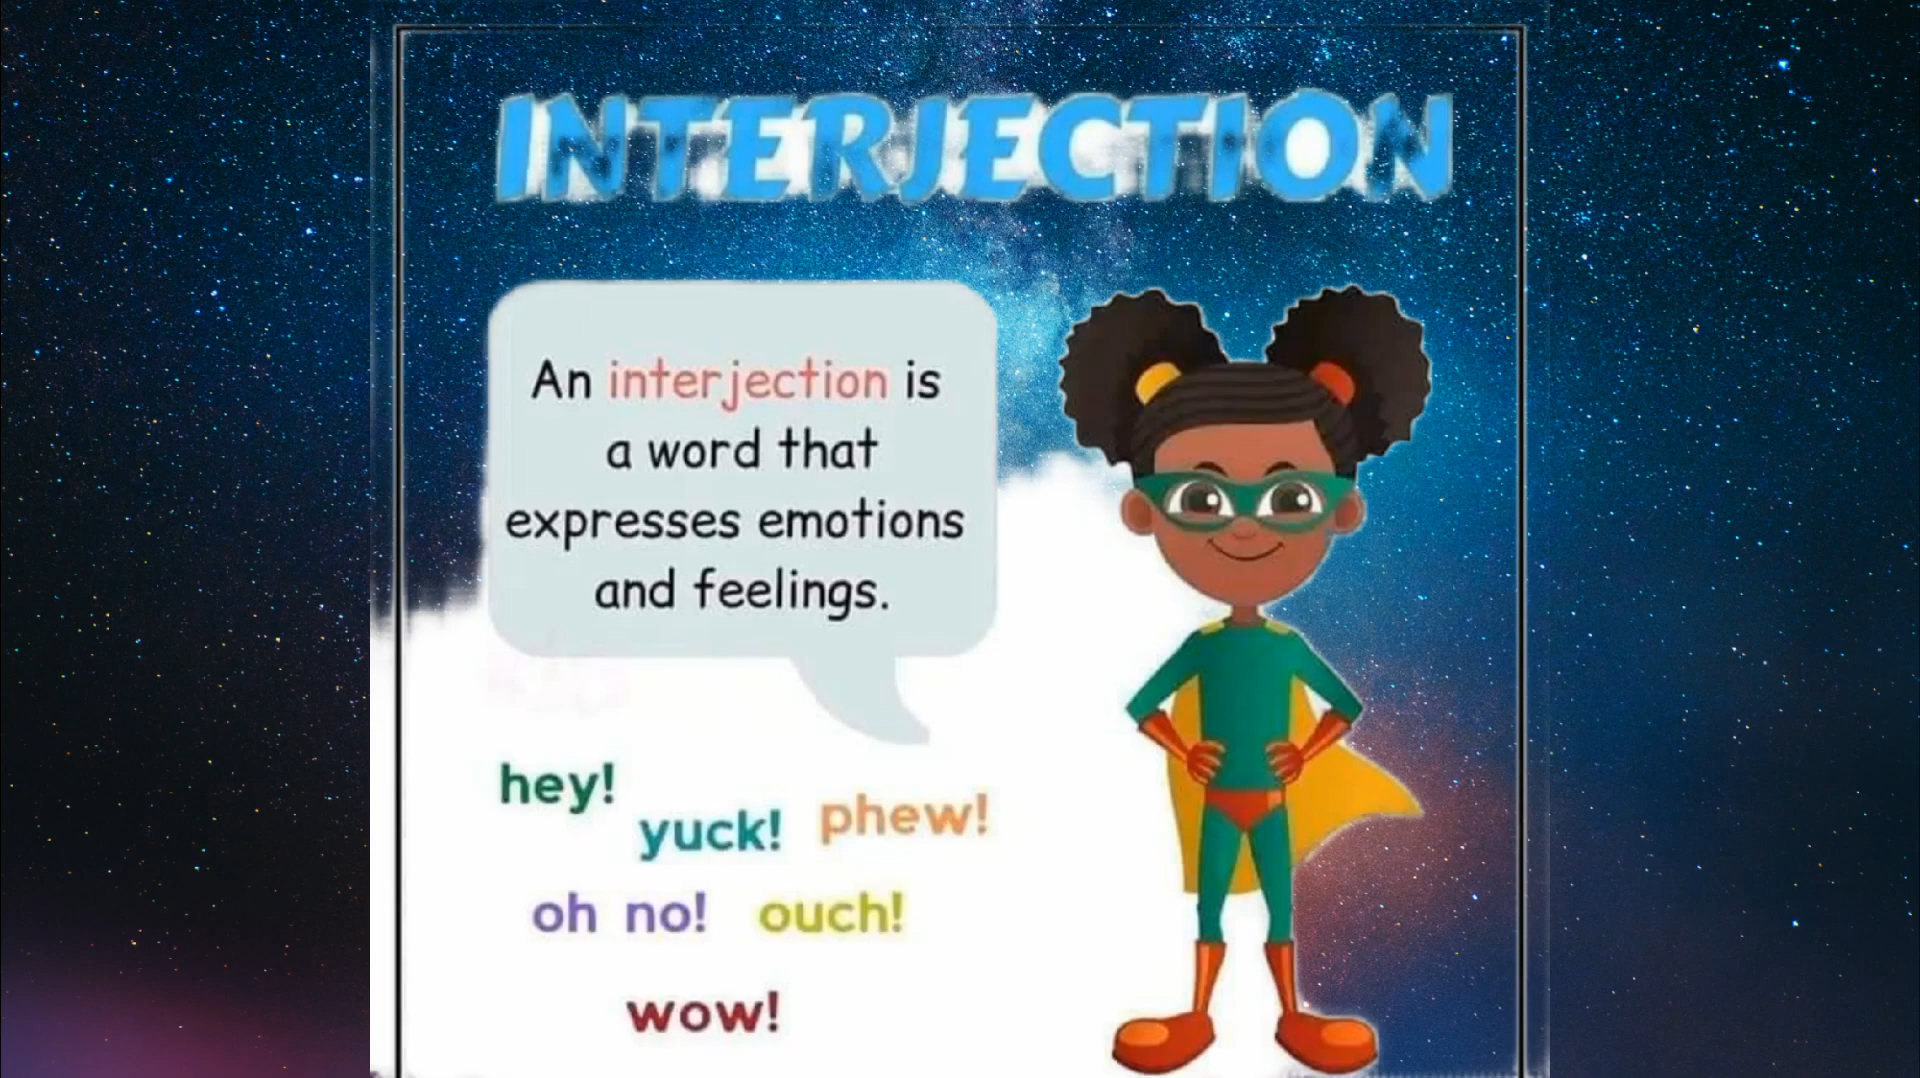 INTERJECTION
An interjection is
a word that
expresses emotions
and feelings.
hey!
yuck! phew!
oh no! ouch!
wow!